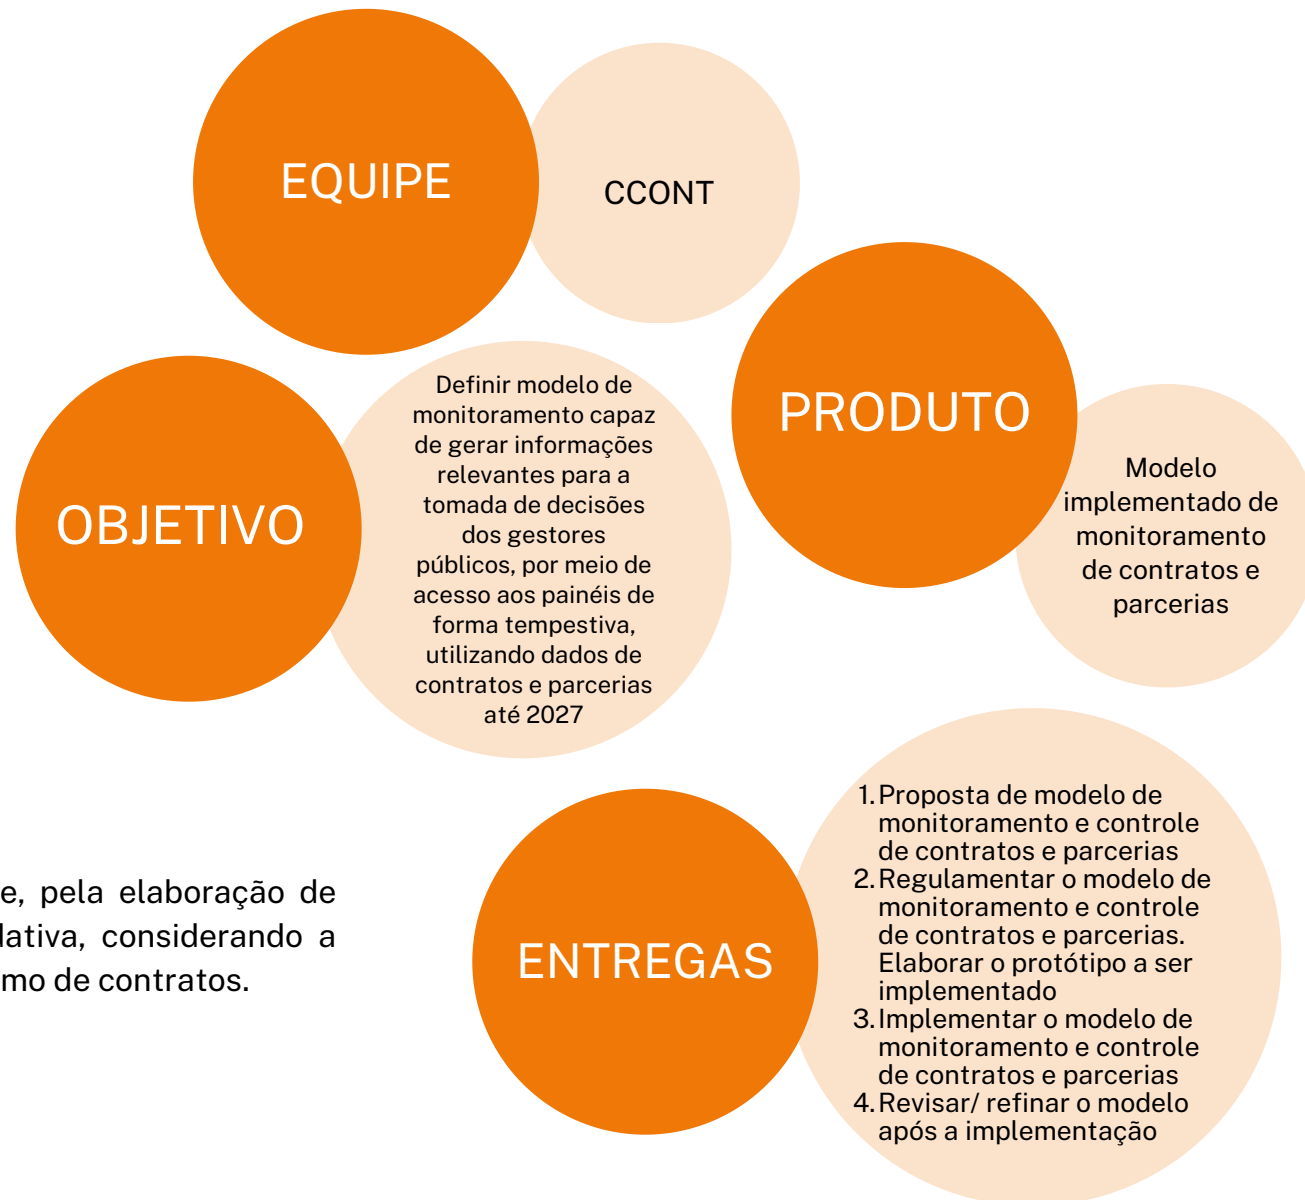 EQUIPE
CCONT
OBJETIVO
Definir modelo de
monitoramento capaz
de gerar informações
relevantes para a
tomada de decisões
dos gestores
públicos, por meio de
acesso aos painéis de
forma tempestiva,
utilizando dados de
contratos e parcerias
até 2027
PRODUTO
Modelo
implementado de
monitoramento
de contratos e
parcerias
e, pela elaboração de
lativa, considerando a
mo de contratos.
ENTREGAS
1. Proposta de modelo de
monitoramento e controle
de contratos e parcerias
2. Regulamentar o modelo de
monitoramento e controle
de contratos e parcerias.
Elaborar o protótipo a ser
implementado
3. Implementar o modelo de
monitoramento e controle
de contratos e parcerias
4. Revisar/ refinar o modelo
após a implementação